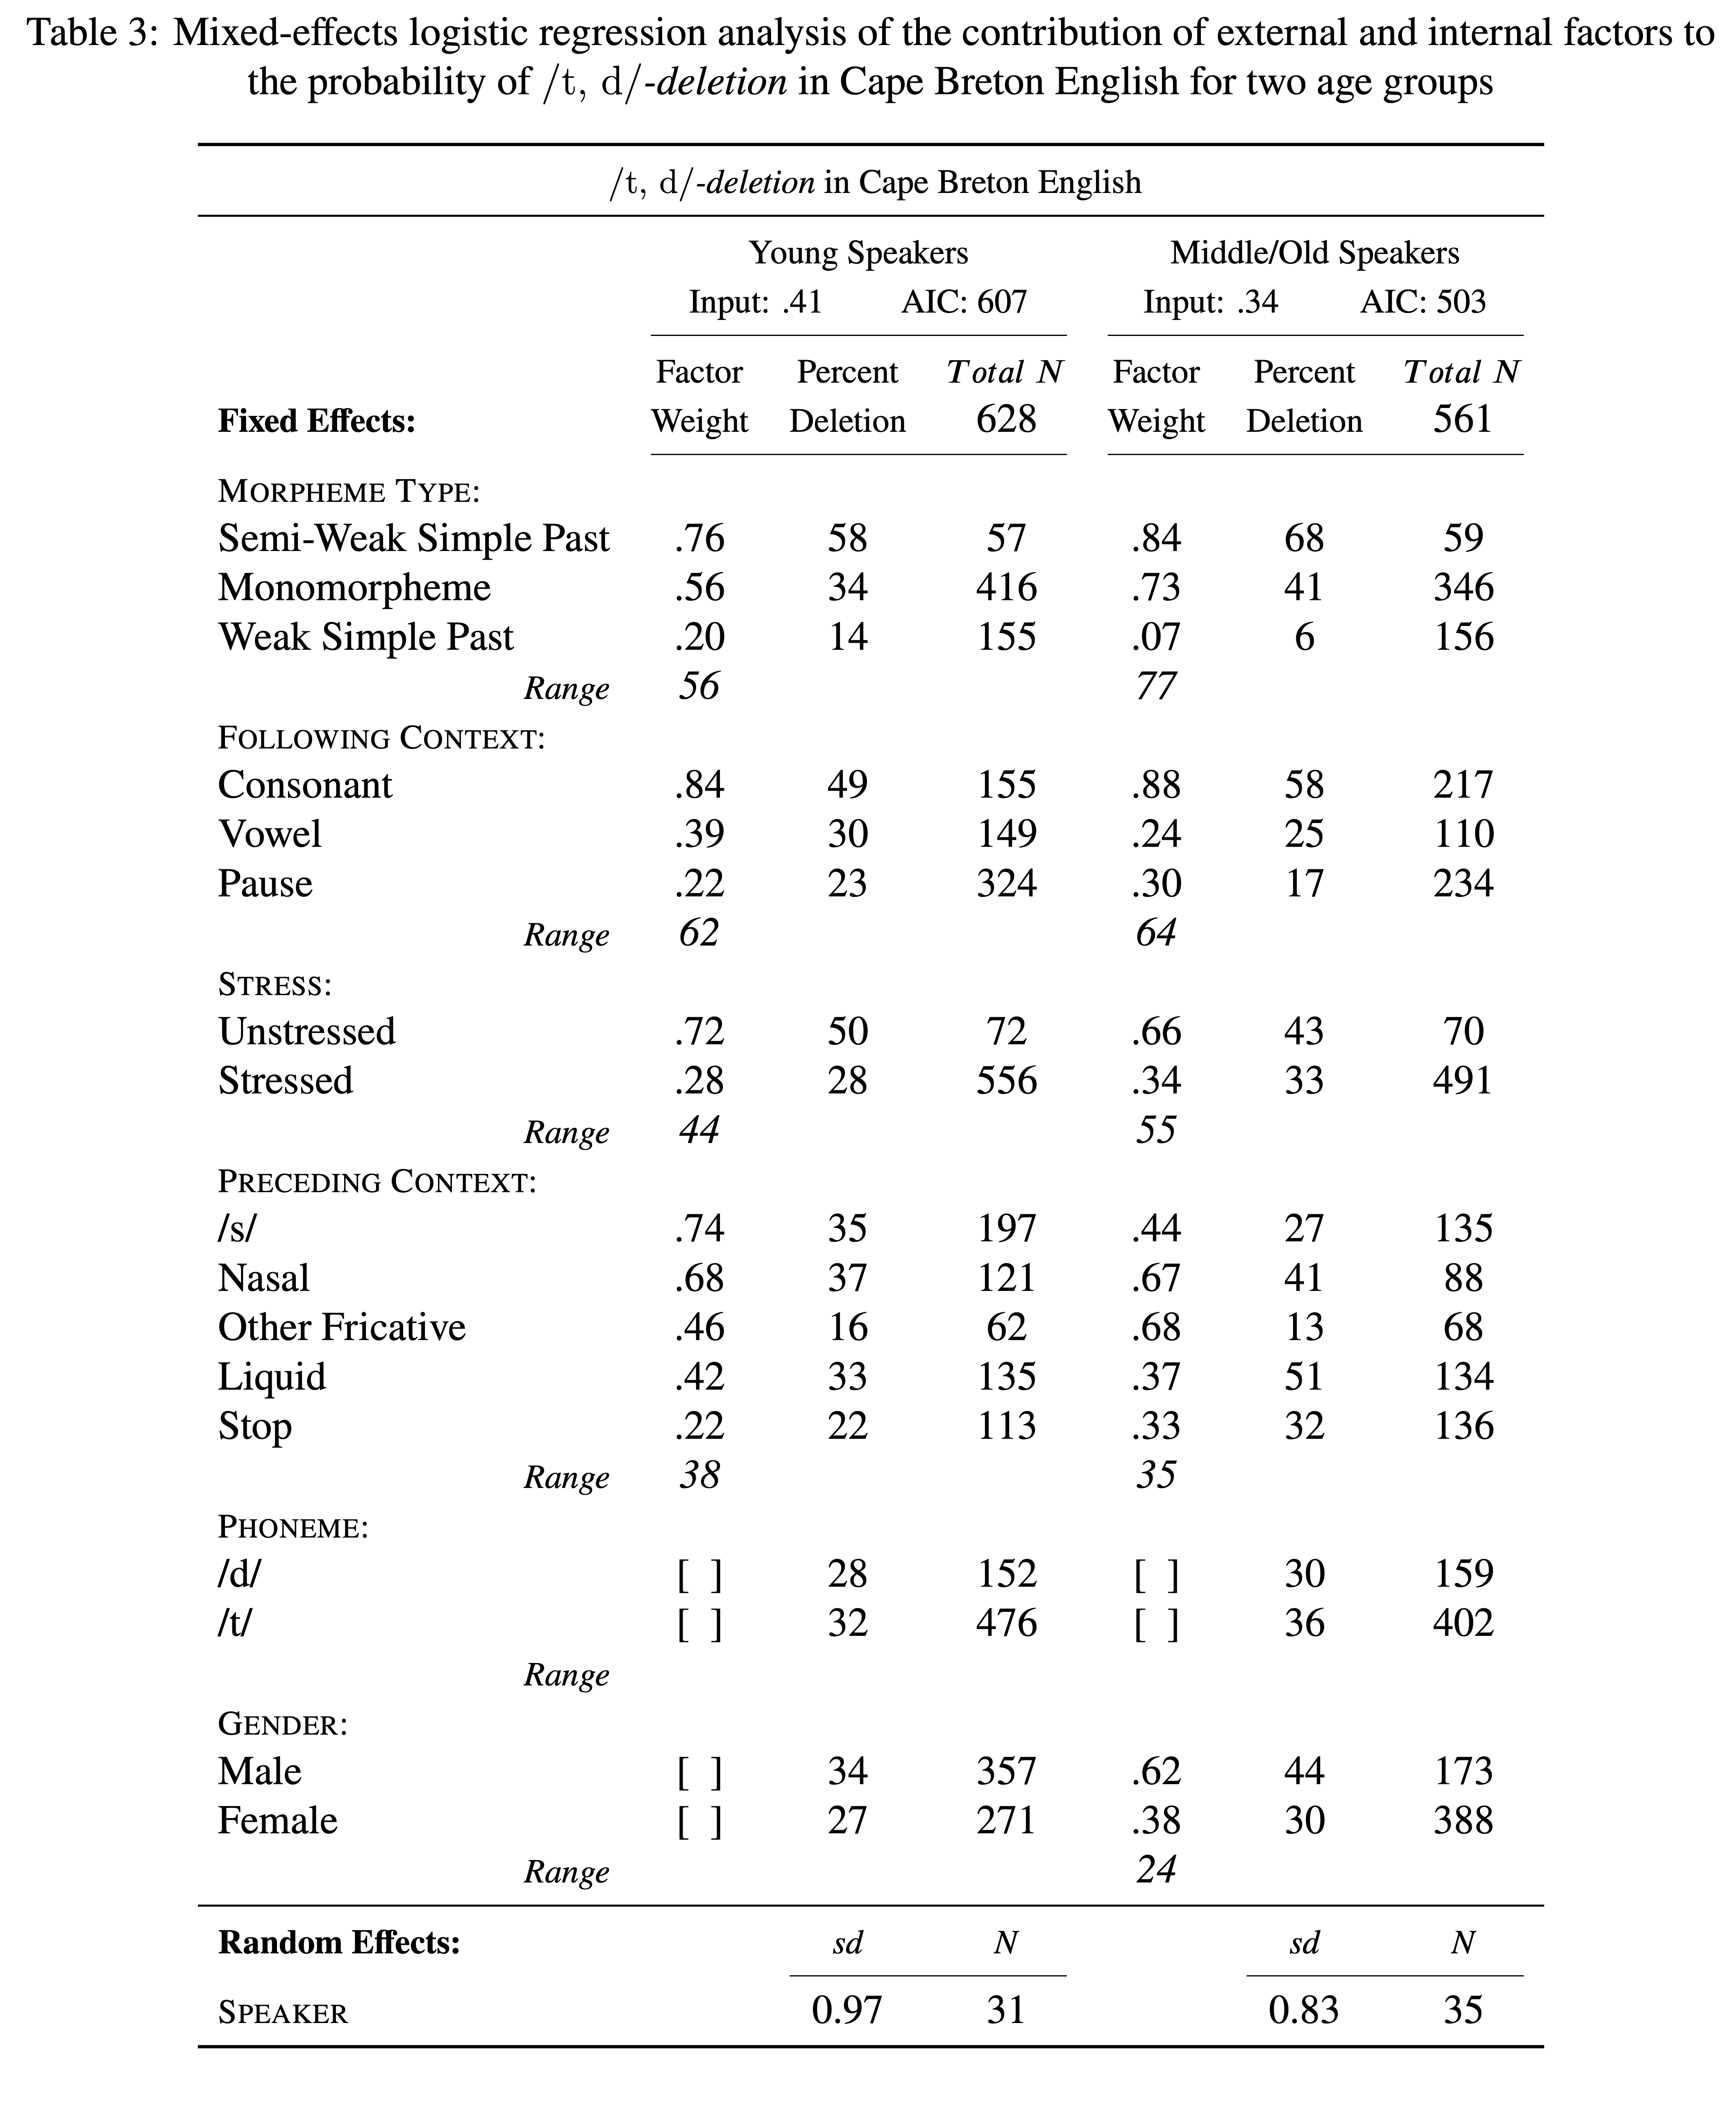 Table 3: Mixed-effects logistic regression analysis of the contribution of external and internal factors to
the probability of /t, d/-deletion in Cape Breton English for two age groups
/t, d/-deletion in Cape Breton English
Young Speakers Middle/Old Speakers
Input: .41 AIC: 607 Input: .34 AIC: 503
Factor Percent Total N Factor Percent Total N
Fixed Effects: Weight Deletion 628 Weight Deletion 561
MORPHEME TYPE:
Semi-Weak Simple Past .76 58 57 .84 68 59
Monomorpheme .56 34 416 .73 41 346
Weak Simple Past .20 14 155 .07 6 156
Range 56 77
FOLLOWING CONTEXT:
Consonant .84 49 155 .88 58 217
Vowel .39 30 149 .24 25 110
Pause .22 23 324 .30 17 234
Range 62 64
STRESS:
Unstressed .72 50 72 .66 43 70
Stressed .28 28 556 .34 33 491
Range 44 55
PRECEDING CONTEXT:
/s/ .74 35 197 .44 27 135
Nasal .68 37 121 .67 41 88
Other Fricative .46 16 62 .68 13 68
Liquid .42 33 135 .37 51 134
Stop .22 22 113 .33 32 136
Range 38 35
PHONEME:
/d/ [ ] 28 152 [ ] 30 159
/t/ [ ] 32 476 [ ] 36 402
Range
GENDER:
Male [ ] 34 357 .62 44 173
Female [ ] 27 271 .38 30 388
Range 24
Random Effects: sd N sd N
SPEAKER 0.97 31 0.83 35